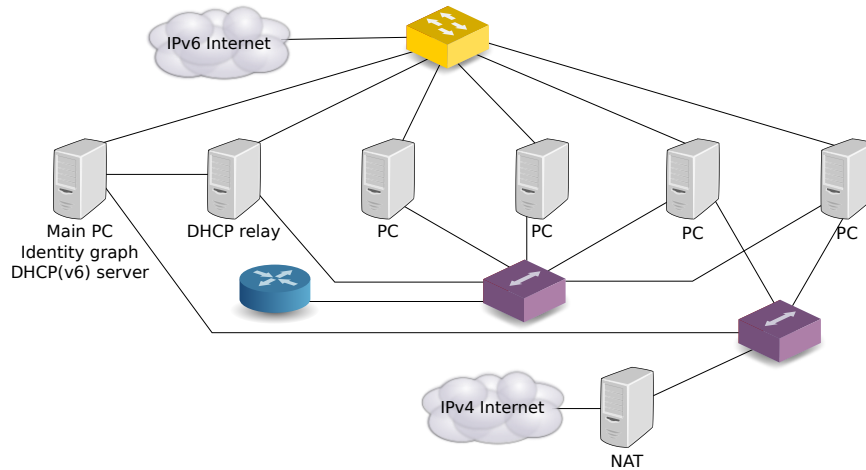 IPv6 Internet
Main PC
Identity graph
DHCP(v6) server
DHCP relay
PC
PC
PC
PC
IPv4 Internet
NAT